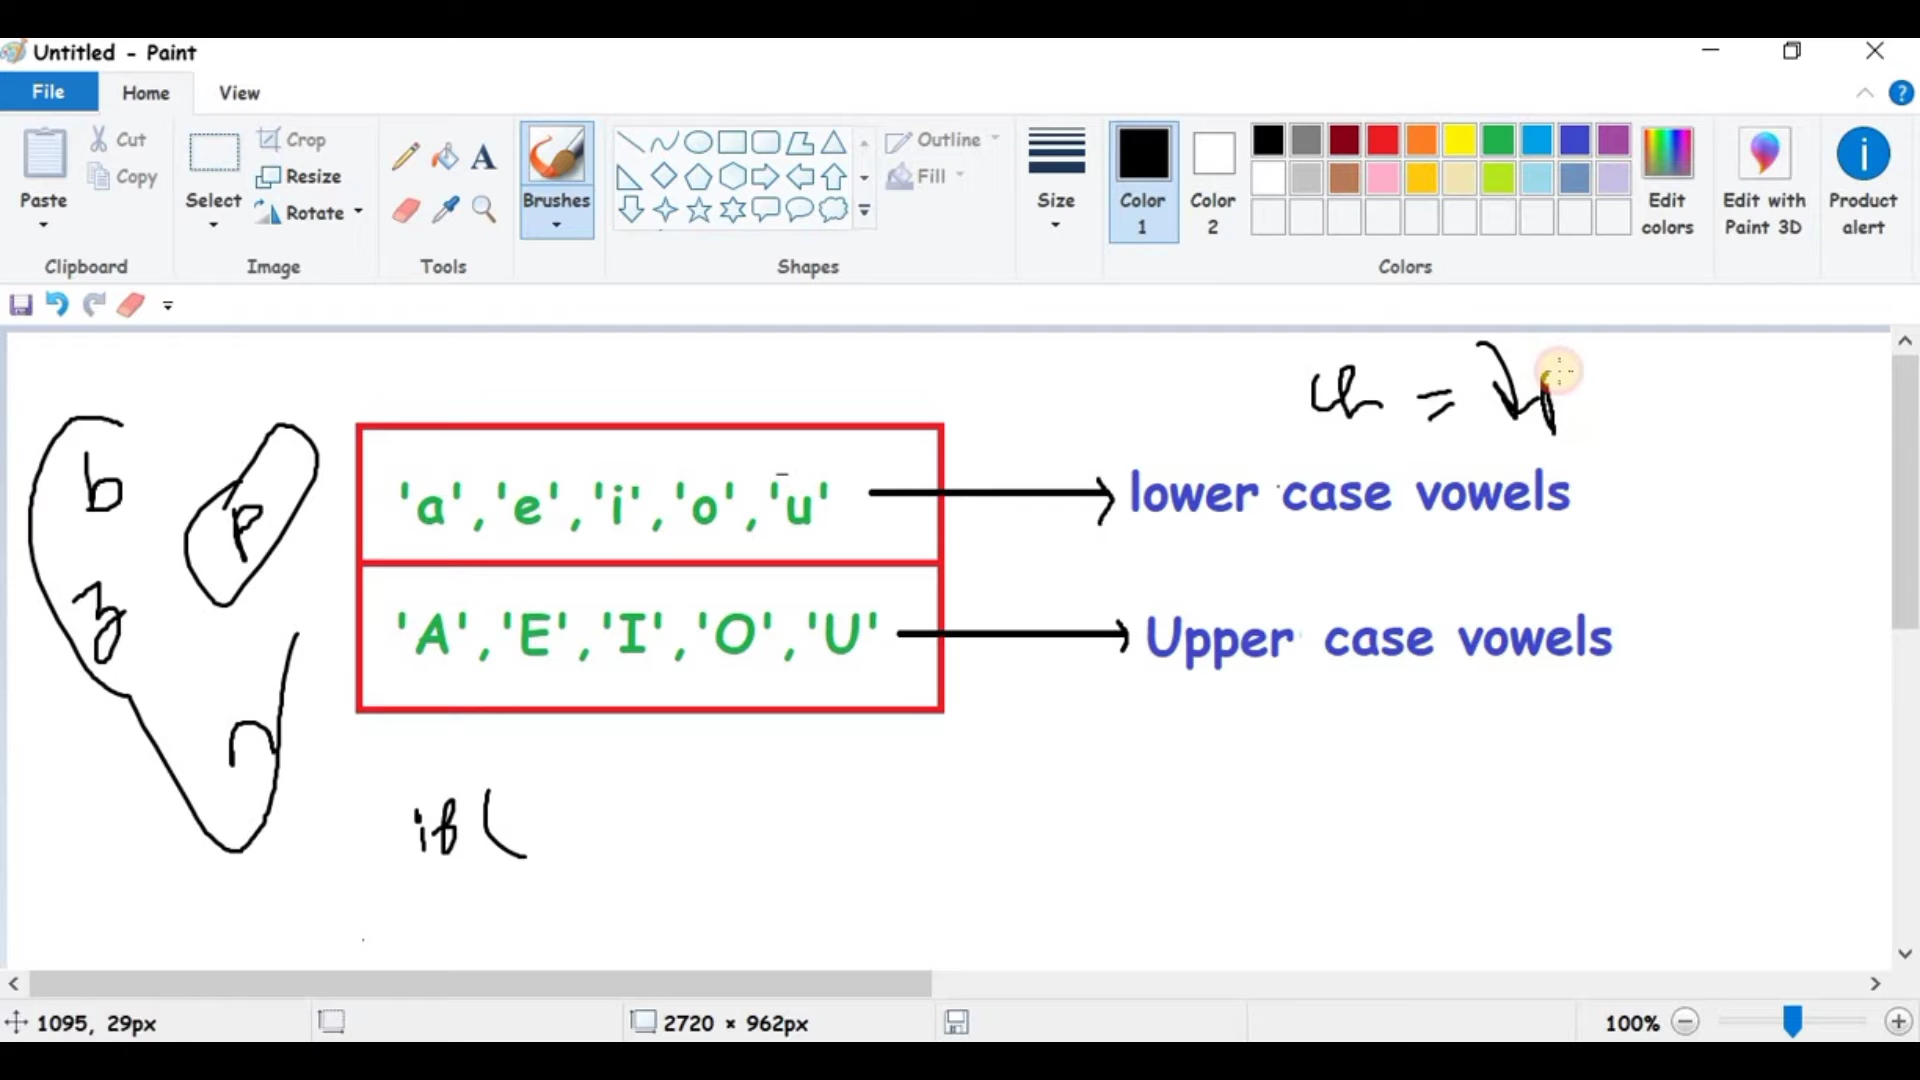 Untitled - Paint
File Home View
Paste Cut Copy Select Crop Resize Rotate Brushes Outline Fill Size Color 1 Color 2 Edit colors Edit with Paint 3D Product alert
Clipboard Image Tools Shapes Colors
ch =
b p 'a','e','i','o','u' lower case vowels
z 'A','E','I','O','U' Upper case vowels
if (
1095, 29px 2720 × 962px 100%